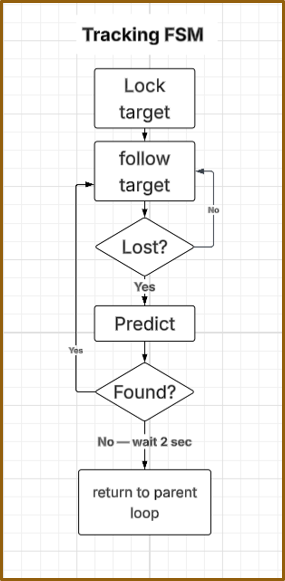 Tracking FSM
Lock
target
follow
target
No
Lost?
Yes
Predict
Yes
Found?
No — wait 2 sec
return to parent
loop